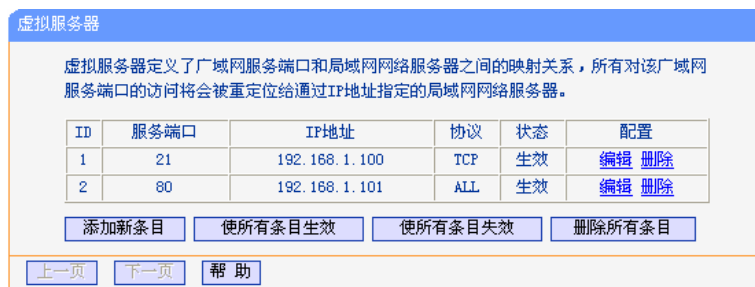 虚拟服务器
虚拟服务器定义了广域网服务端口和局域网网络服务器之间的映射关系，所有对该广域网
服务端口的访问将会被重定位给通过IP地址指定的局域网网络服务器。
ID 服务端口 IP地址 协议 状态 配置
1 21 192.168.1.100 TCP 生效 编辑 删除
2 80 192.168.1.101 ALL 生效 编辑 删除
添加新条目 使所有条目生效 使所有条目失效 删除所有条目
上一页 下一页 帮 助